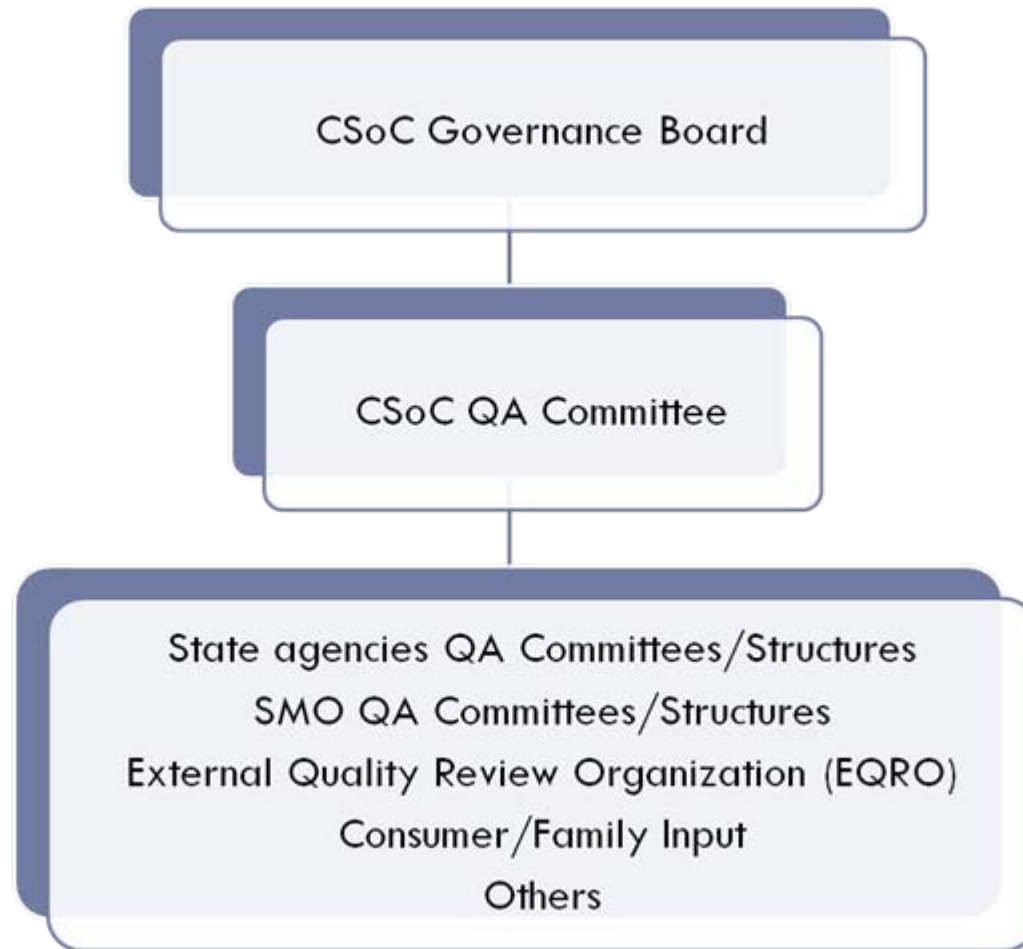 CSoC Governance Board
CSoC QA Committee
State agencies QA Committees/Structures
SMO QA Committees/Structures
External Quality Review Organization (EQRO)
Consumer/Family Input
Others